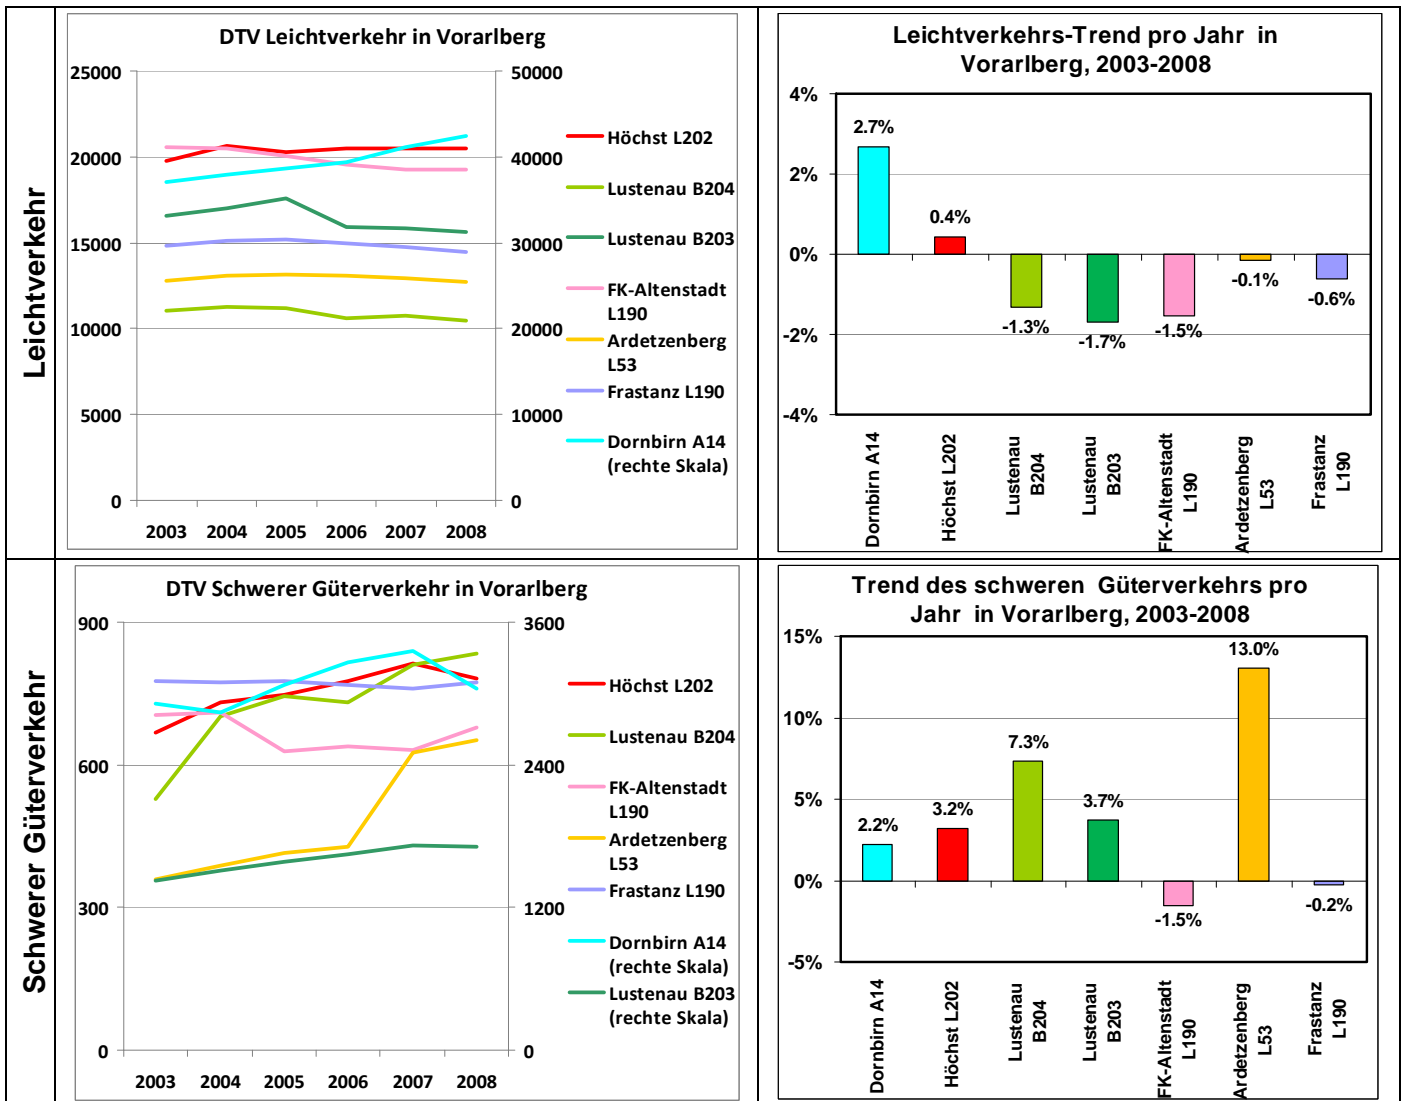 Leichtverkehr
DTV Leichtverkehr in Vorarlberg
25000
20000
15000
10000
5000
0
50000
40000
30000
20000
10000
0
2003 2004 2005 2006 2007 2008
Höchst L202
Lustenau B204
Lustenau B203
FK-Altenstadt
L190
Ardetzenberg
L53
Frastanz L190
Dornbirn A14
(rechte Skala)
Leichtverkehrs-Trend pro Jahr in
Vorarlberg, 2003-2008
4%
2%
0%
-2%
-4%
2.7%
0.4%
-1.3%
-1.7%
-1.5%
-0.1%
-0.6%
Dornbirn A14
Höchst L202
Lustenau
B204
Lustenau
B203
FK-Altenstadt
L190
Ardetzenberg
L53
Frastanz
L190
Schwerer Güterverkehr
DTV Schwerer Güterverkehr in Vorarlberg
900
600
300
0
3600
2400
1200
0
2003 2004 2005 2006 2007 2008
Höchst L202
Lustenau B204
FK-Altenstadt
L190
Ardetzenberg
L53
Frastanz L190
Dornbirn A14
(rechte Skala)
Lustenau B203
(rechte Skala)
Trend des schweren Güterverkehrs pro
Jahr in Vorarlberg, 2003-2008
15%
10%
5%
0%
-5%
2.2%
3.2%
7.3%
3.7%
-1.5%
13.0%
-0.2%
Dornbirn A14
Höchst L202
Lustenau
B204
Lustenau
B203
FK-Altenstadt
L190
Ardetzenberg
L53
Frastanz
L190